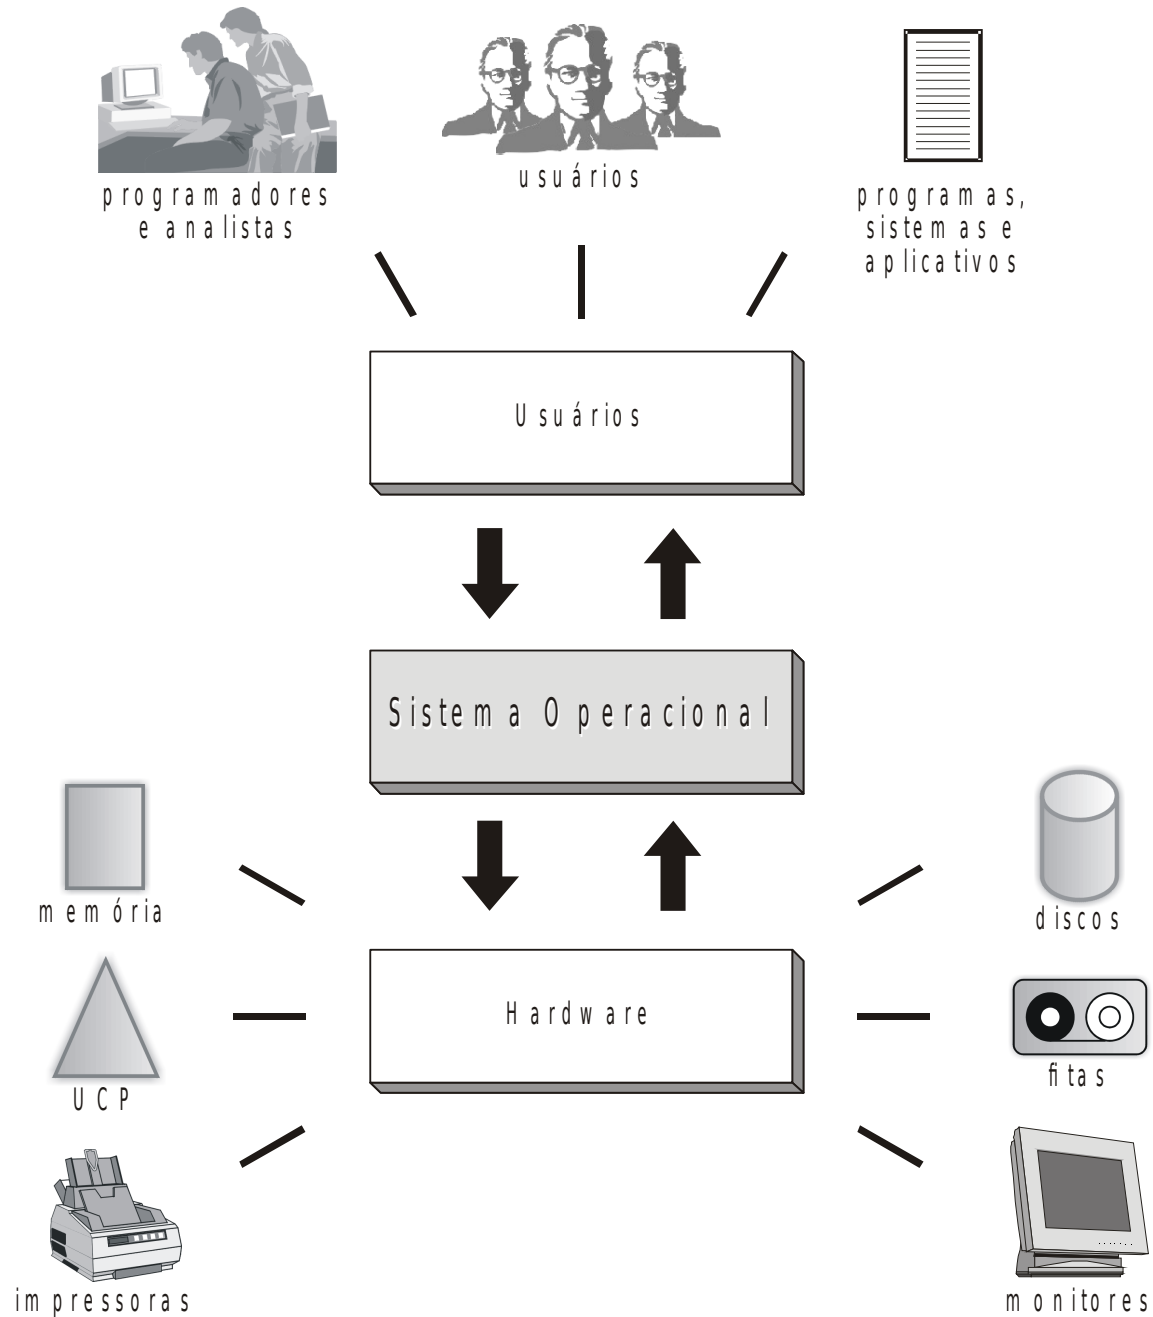 programadores
e analistas
usuários
programas,
sistemas e
aplicativos
Usuários
Sistema Operacional
memória
discos
Hardware
UCP
fitas
impressoras
monitores